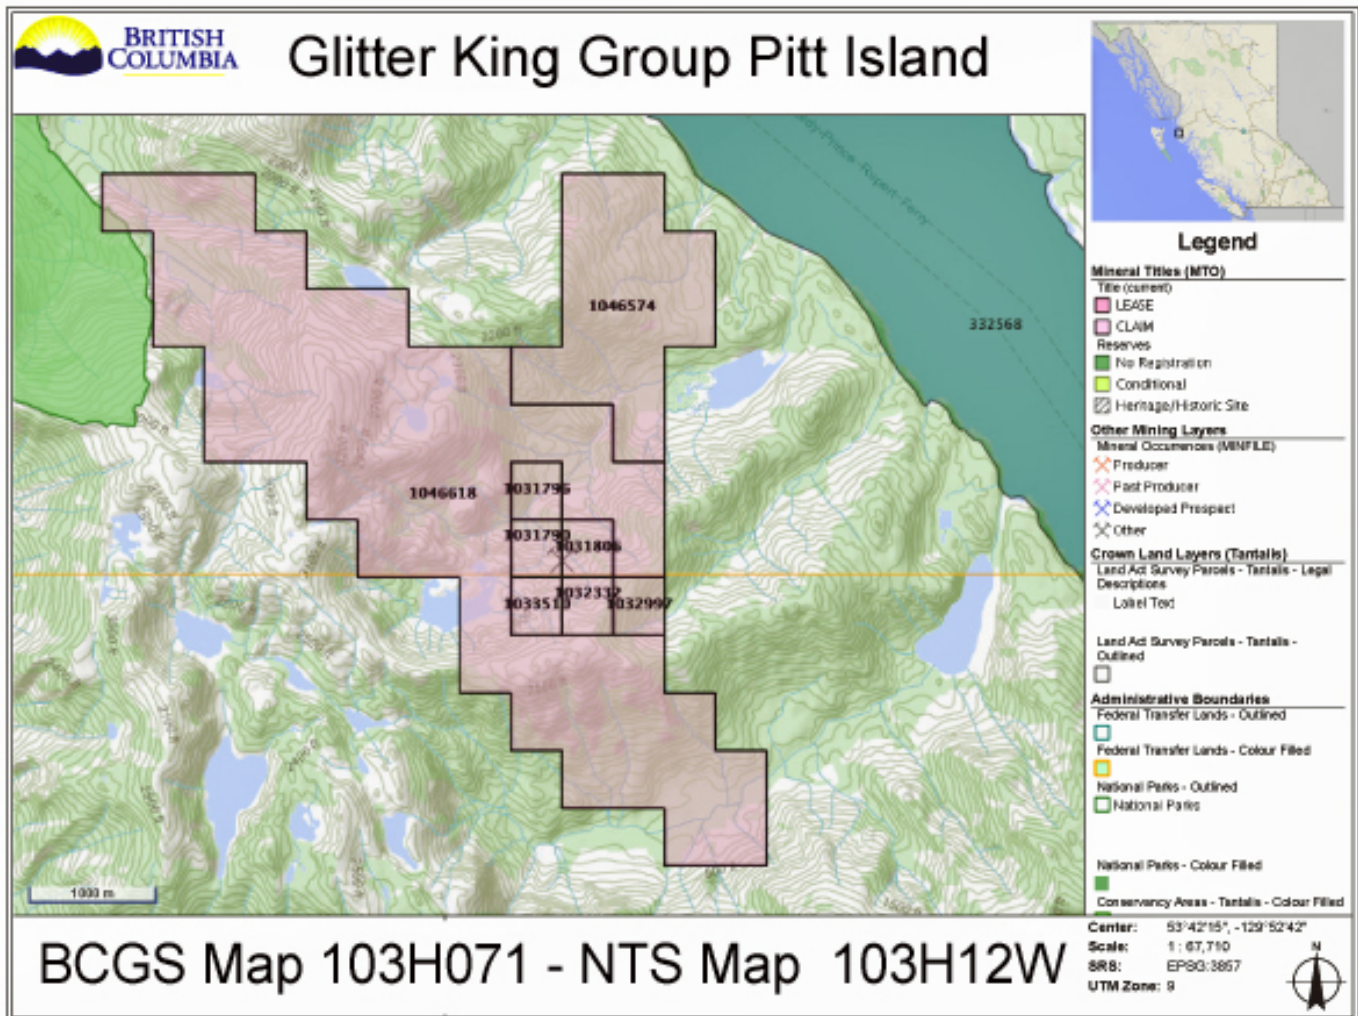 BRITISH
COLUMBIA
Glitter King Group Pitt Island
1046574
332568
1046618
1031796
1031790
1031806
1032332
1033510
1032997
1000 m
Legend
Mineral Titles (MTO)
Title (current)
LEASE
CLAIM
Reserves
No Registration
Conditional
Heritage/Historic Site
Other Mining Layers
Mineral Occurrences (MINFILE)
Producer
Past Producer
Developed Prospect
Other
Crown Land Layers (Tantalis)
Land Act Survey Parcels - Tantalis - Legal
Descriptions
Label Text
Land Act Survey Parcels - Tantalis -
Outlined
Administrative Boundaries
Federal Transfer Lands - Outlined
Federal Transfer Lands - Colour Filled
National Parks - Outlined
National Parks
National Parks - Colour Filled
Conservancy Areas - Tantalis - Colour Filled
BCGS Map 103H071 - NTS Map 103H12W
Center: 53°42'15", -129°52'42"
Scale: 1 : 67,710
SRS: EPSG:3857
UTM Zone: 9
N